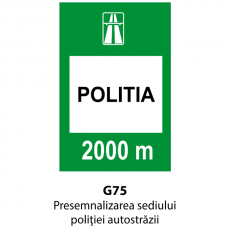 POLITIA
2000 m
G75
Presemnalizarea sediului
poliției autostrăzii